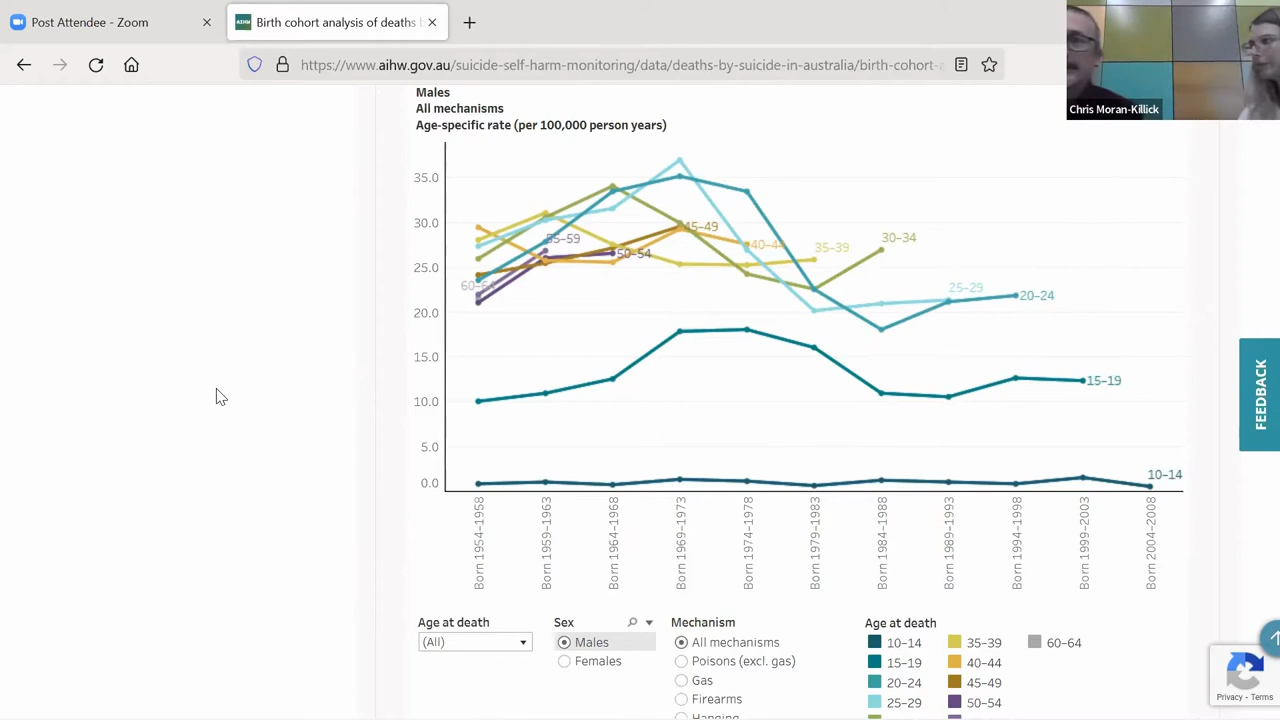 Post Attendee - Zoom
Birth cohort analysis of deaths
https://www.aihw.gov.au/suicide-self-harm-monitoring/data/deaths-by-suicide-in-australia/birth-cohort-
Chris Moran-Killick
Males
All mechanisms
Age-specific rate (per 100,000 person years)
35.0
30.0
25.0
20.0
15.0
10.0
5.0
0.0
55–59
45–49
50–54
40–44
35–39
30–34
60–64
25–29
20–24
15–19
10–14
Born 1954–1958
Born 1959–1963
Born 1964–1968
Born 1969–1973
Born 1974–1978
Born 1979–1983
Born 1984–1988
Born 1989–1993
Born 1994–1998
Born 1999–2003
Born 2004–2008
FEEDBACK
Age at death
(All)
Sex
Males
Females
Mechanism
All mechanisms
Poisons (excl. gas)
Gas
Firearms
Hanging
Age at death
10–14
15–19
20–24
25–29
35–39
40–44
45–49
50–54
60–64
Privacy - Terms